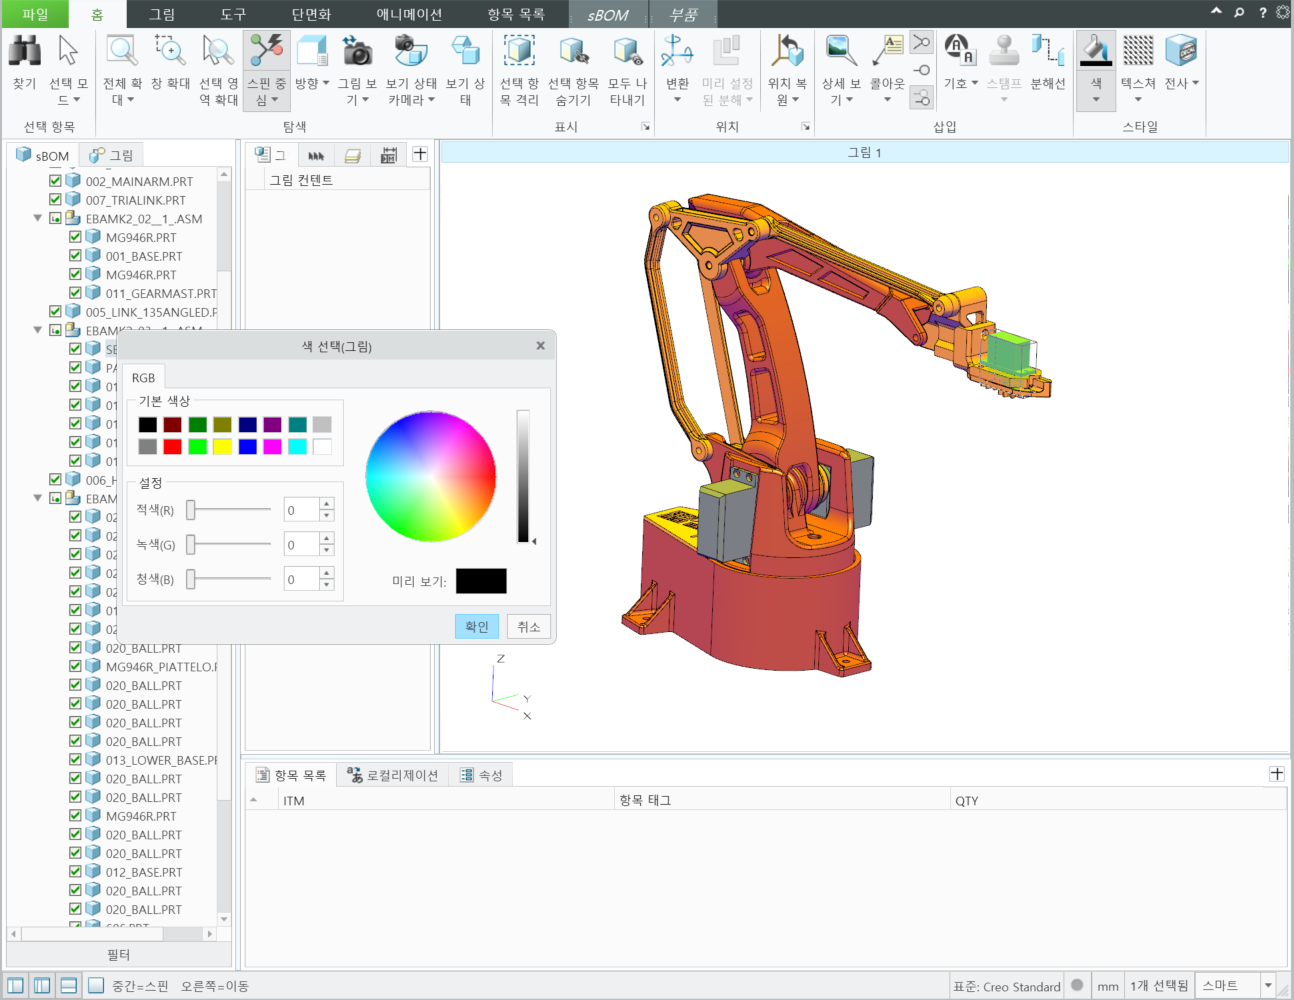 파일 홈 그림 도구 단면화 애니메이션 항목 목록 sBOM 부품
찾기 선택 모드 전체 확대 창 확대 선택 영역 확대 스핀 중심 방향 그림 보기 보기 상태 카메라 보기 상태 선택 항목 격리 선택 항목 숨기기 모두 나타내기 변환 미리 설정된 분해 위치 복원 상세 보기 콜아웃 기호 스탬프 분해선 색 텍스쳐 전사
선택 항목 탐색 표시 위치 삽입 스타일
sBOM 그림
002_MAINARM.PRT
007_TRIALINK.PRT
EBAMK2_02__1_.ASM
MG946R.PRT
001_BASE.PRT
MG946R.PRT
011_GEARMAST.PRT
005_LINK_135ANGLED.P
EBAMK2_03__1_.ASM
SE
PA
01
01
01
01
01
006_H
EBAM
02
02
02
02
02
01
02
020_BALL.PRT
MG946R_PIATTELO.P
020_BALL.PRT
020_BALL.PRT
020_BALL.PRT
020_BALL.PRT
013_LOWER_BASE.PF
020_BALL.PRT
020_BALL.PRT
MG946R.PRT
020_BALL.PRT
020_BALL.PRT
012_BASE.PRT
020_BALL.PRT
020_BALL.PRT
606.PRT
필터
그
그림 컨텐트
그림 1
색 선택(그림)
RGB
기본 색상
설정
적색(R) 0
녹색(G) 0
청색(B) 0
미리 보기:
확인 취소
Z
Y
X
항목 목록 로컬리제이션 속성
ITM 항목 태그 QTY
중간=스핀 오른쪽=이동 표준: Creo Standard mm 1개 선택됨 스마트